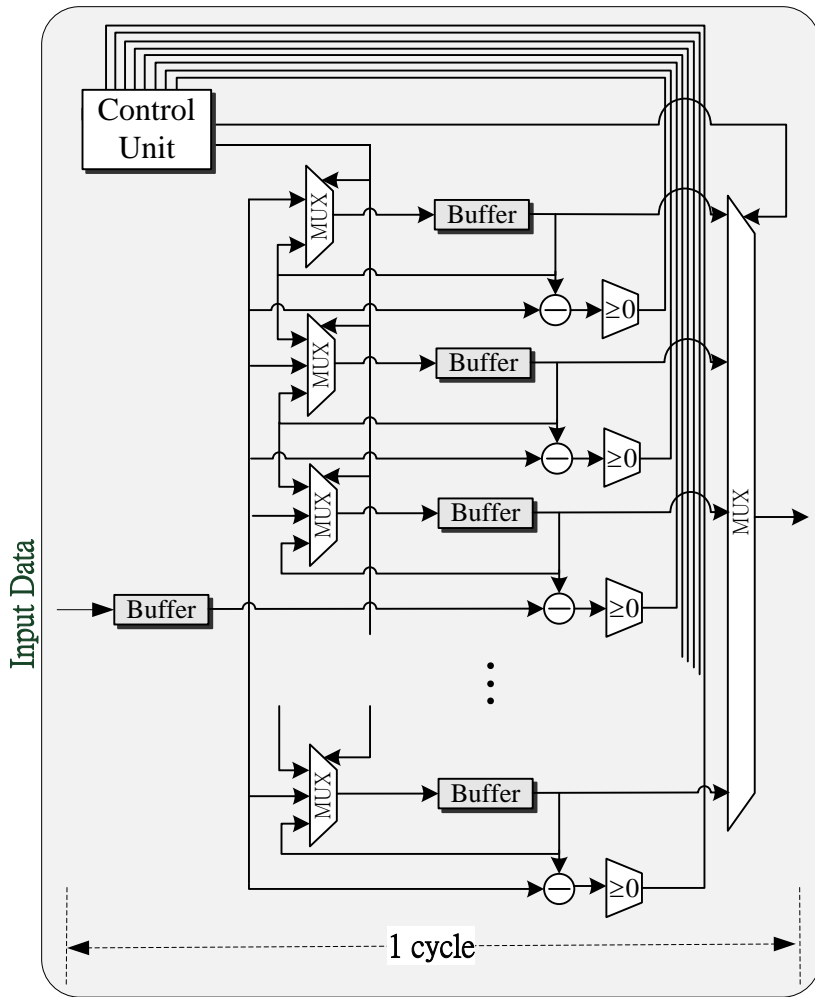 Control
Unit
MUX
Buffer
≥0
MUX
Buffer
≥0
MUX
Buffer
MUX
Input Data
Buffer
≥0
MUX
Buffer
≥0
1 cycle